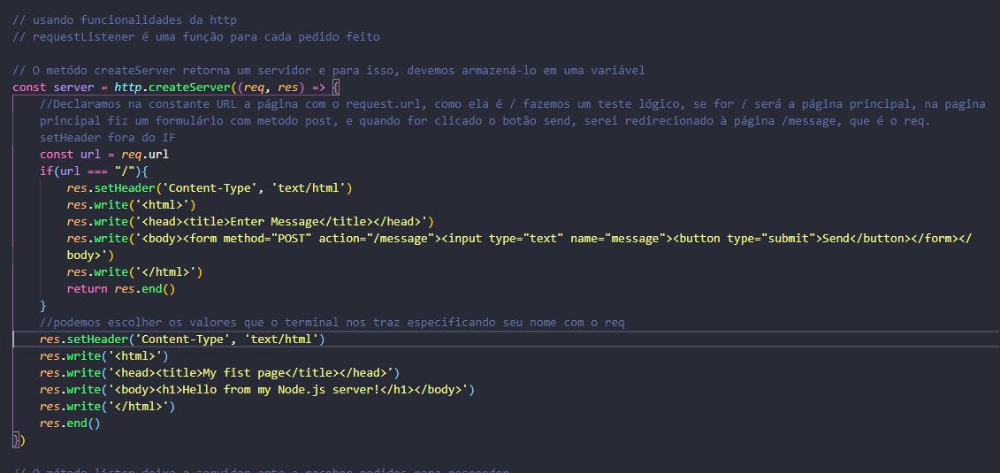 // usando funcionalidades da http
// requestListener é uma função para cada pedido feito
// O metódo createServer retorna um servidor e para isso, devemos armazená-lo em uma variável
const server = http.createServer((req, res) => {
//Declaramos na constante URL a página com o request.url, como ela é / fazemos um teste lógico, se for / será a página principal, na pagina
principal fiz um formulário com metodo post, e quando for clicado o botão send, serei redirecionado à página /message, que é o req.
setHeader fora do IF
const url = req.url
if(url === "/"){
res.setHeader('Content-Type', 'text/html')
res.write('<html>')
res.write('<head><title>Enter Message</title></head>')
res.write('<body><form method="POST" action="/message"><input type="text" name="message"><button type="submit">Send</button></form></
body>')
res.write('</html>')
return res.end()
}
//podemos escolher os valores que o terminal nos traz especificando seu nome com o req
res.setHeader('Content-Type', 'text/html')
res.write('<html>')
res.write('<head><title>My fist page</title></head>')
res.write('<body><h1>Hello from my Node.js server!</h1></body>')
res.write('</html>')
res.end()
})
// O método listen deixa o servidor apto a receber pedidos para responder